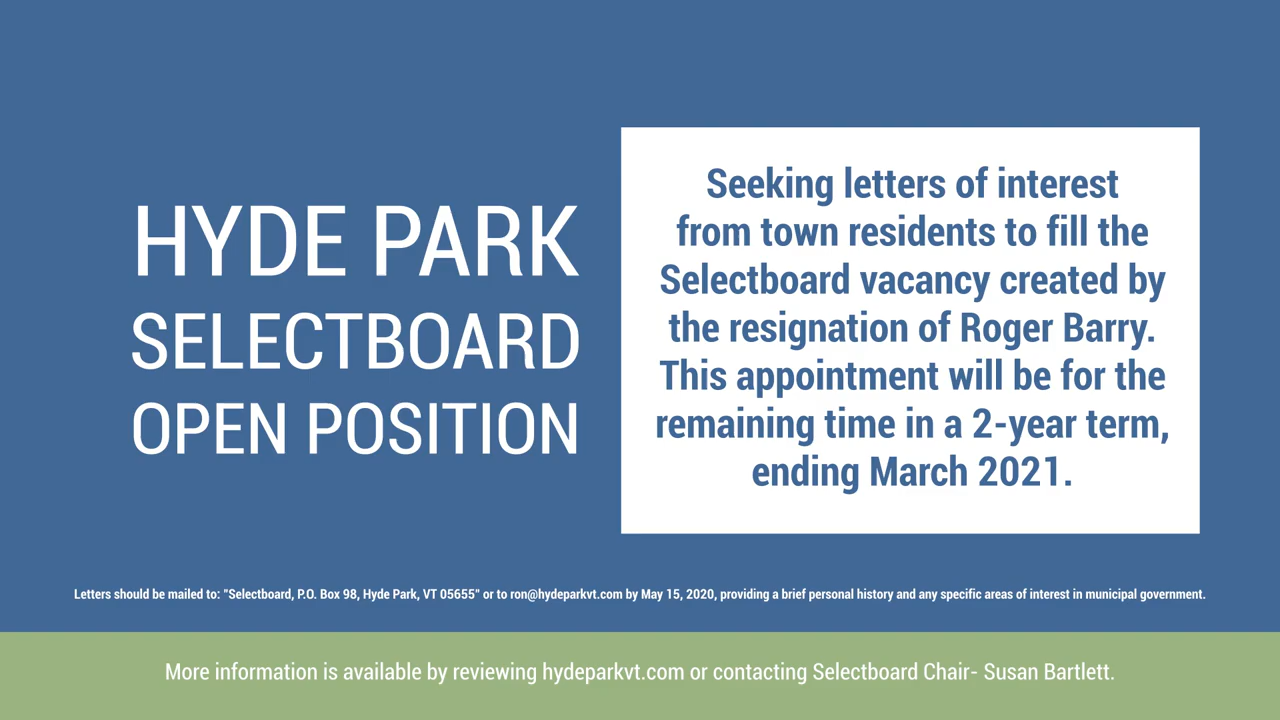 HYDE PARK
SELECTBOARD
OPEN POSITION
Seeking letters of interest
from town residents to fill the
Selectboard vacancy created by
the resignation of Roger Barry.
This appointment will be for the
remaining time in a 2-year term,
ending March 2021.
Letters should be mailed to: "Selectboard, P.O. Box 98, Hyde Park, VT 05655" or to ron@hydeparkvt.com by May 15, 2020, providing a brief personal history and any specific areas of interest in municipal government.
More information is available by reviewing hydeparkvt.com or contacting Selectboard Chair- Susan Bartlett.